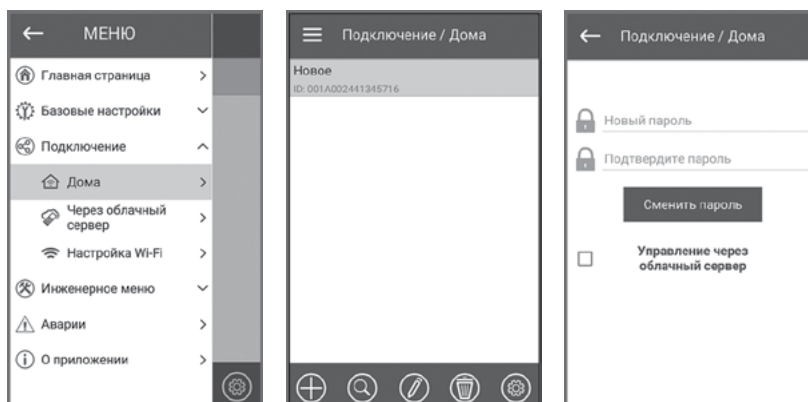 МЕНЮ
Главная страница
Базовые настройки
Подключение
Дома
Через облачный
сервер
Настройка Wi-Fi
Инженерное меню
Аварии
О приложении
Подключение / Дома
Новое
ID: 001A002441345716
Подключение / Дома
Новый пароль
Подтвердите пароль
Сменить пароль
Управление через
облачный сервер